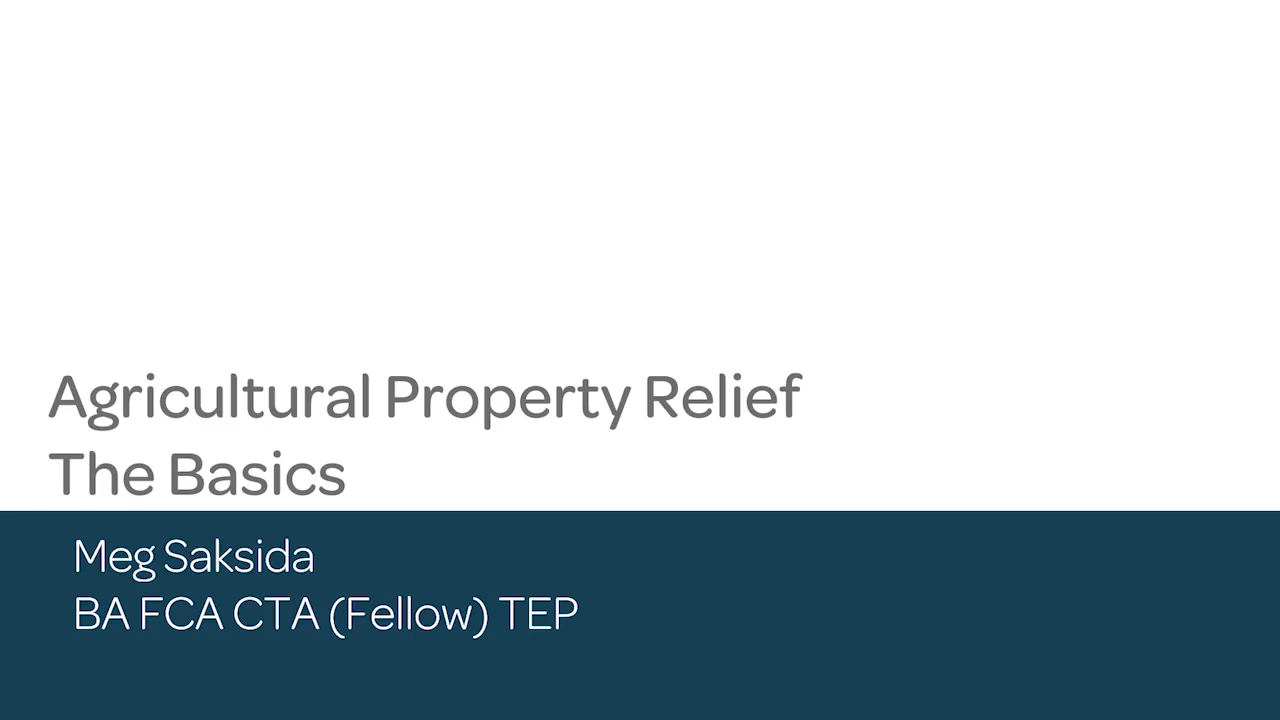 Agricultural Property Relief
The Basics
Meg Saksida
BA FCA CTA (Fellow) TEP